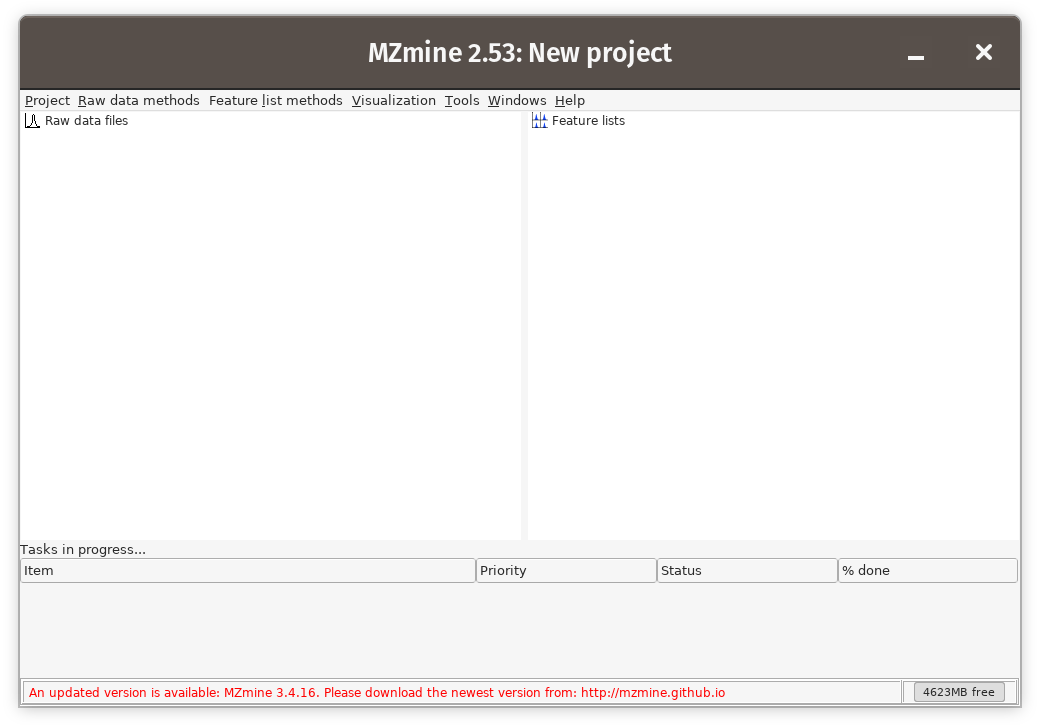 MZmine 2.53: New project
Project Raw data methods Feature list methods Visualization Tools Windows Help
Raw data files
Feature lists
Tasks in progress...
Item Priority Status % done
An updated version is available: MZmine 3.4.16. Please download the newest version from: http://mzmine.github.io
4623MB free